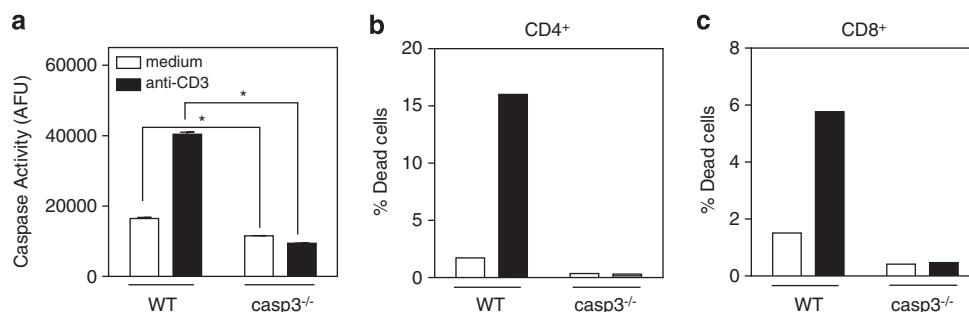 a
Caspase Activity (AFU)
60000
40000
20000
0
medium
anti-CD3
*
*
WT
casp3-/-
b
CD4+
% Dead cells
20
15
10
5
0
WT
casp3-/-
c
CD8+
% Dead cells
8
6
4
2
0
WT
casp3-/-